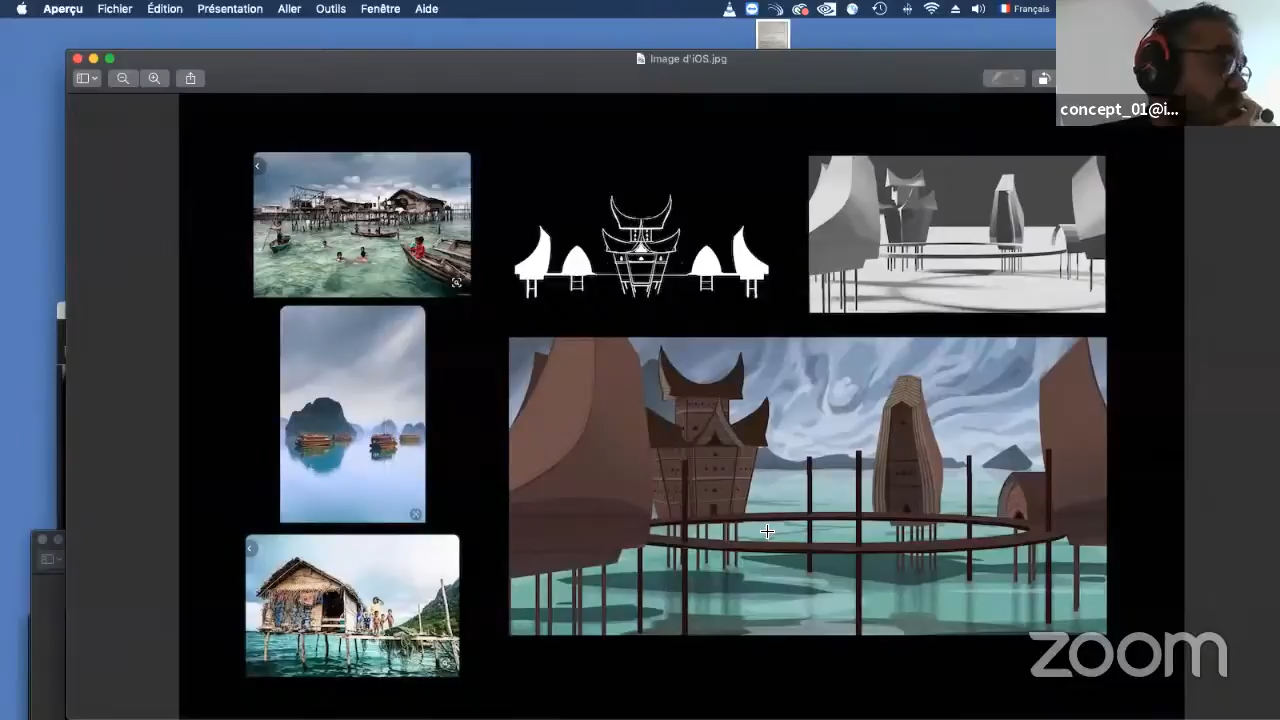 Aperçu Fichier Édition Présentation Aller Outils Fenêtre Aide Français
Image d'iOS.jpg
concept_01@i...
zoom